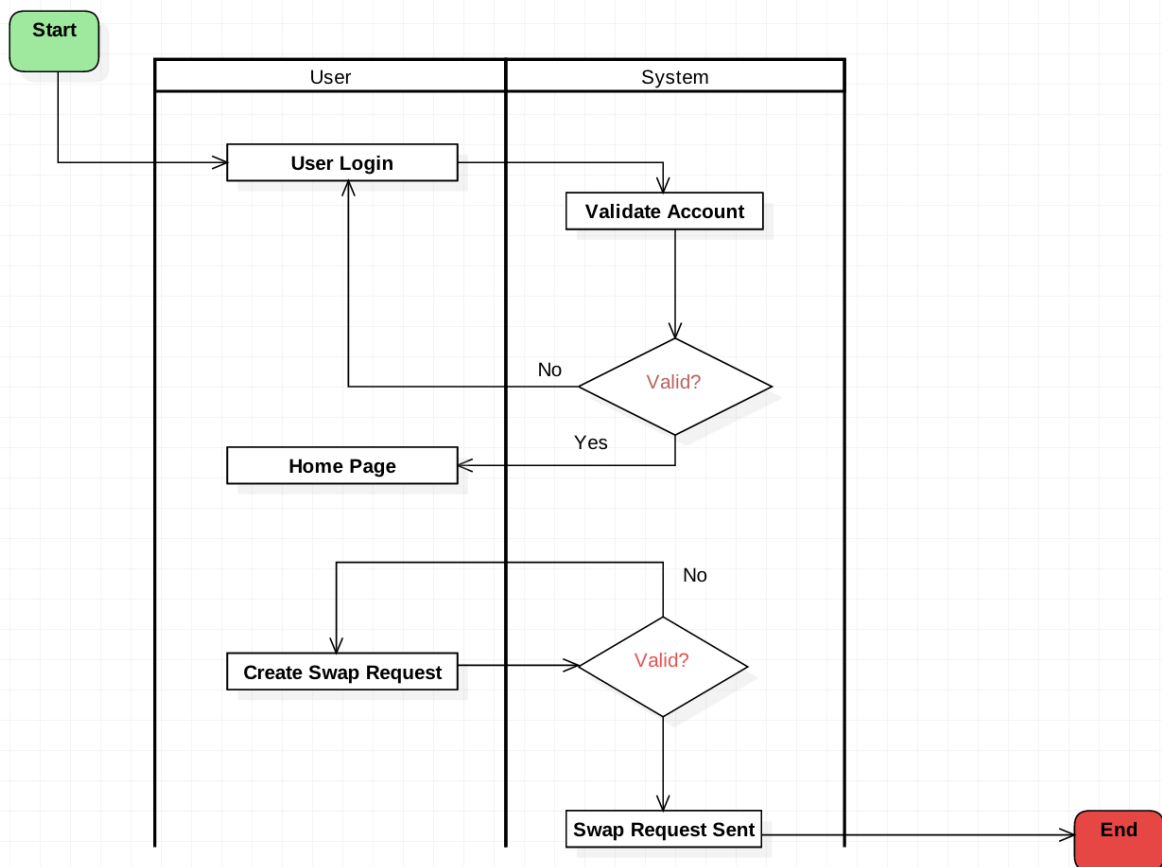 Start
User
System
User Login
Validate Account
No
Valid?
Yes
Home Page
No
Valid?
Create Swap Request
Swap Request Sent
End